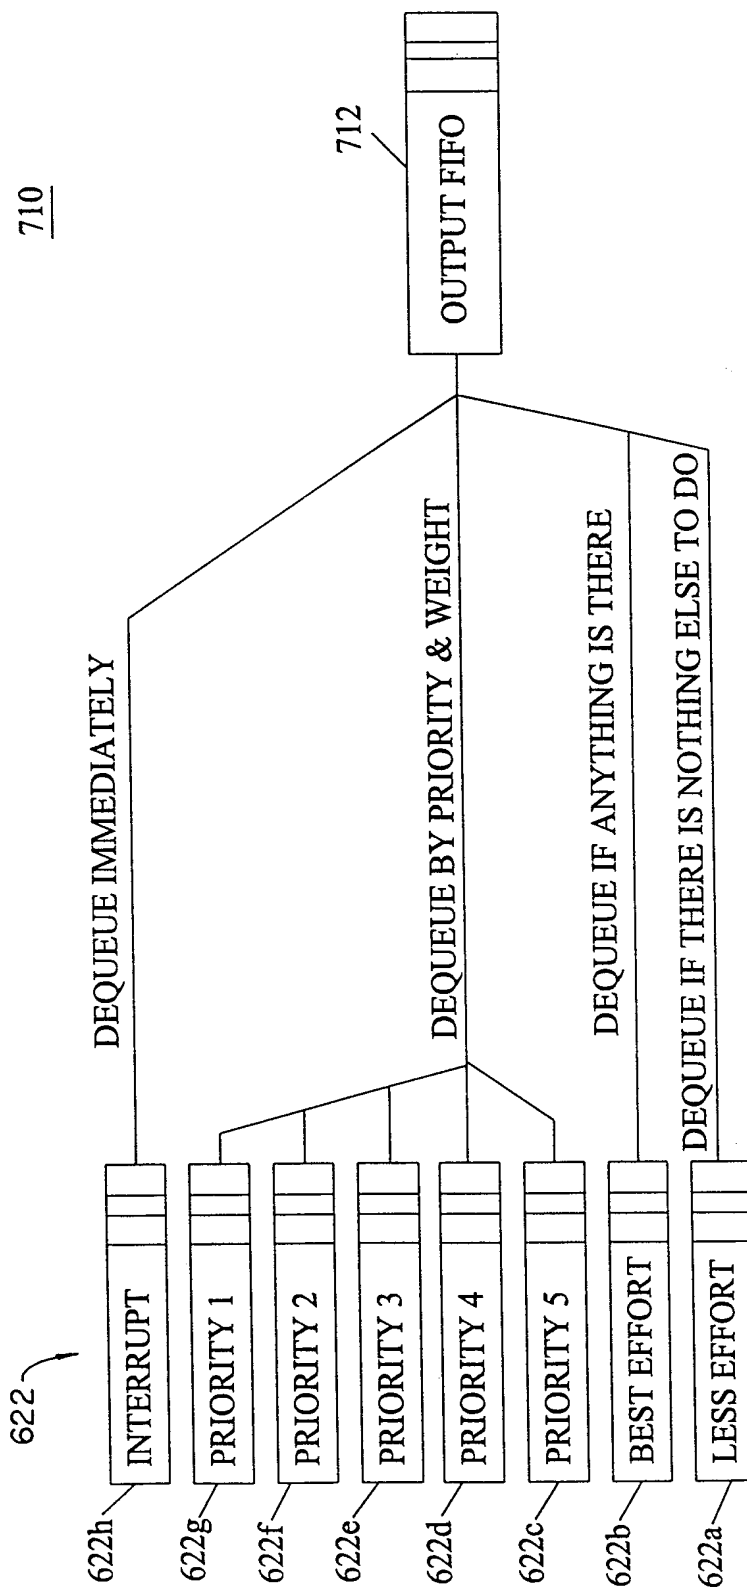 710
622
622h
INTERRUPT
DEQUEUE IMMEDIATELY
622g
PRIORITY 1
622f
PRIORITY 2
622e
PRIORITY 3
622d
PRIORITY 4
DEQUEUE BY PRIORITY & WEIGHT
712
OUTPUT FIFO
622c
PRIORITY 5
622b
BEST EFFORT
DEQUEUE IF ANYTHING IS THERE
622a
LESS EFFORT
DEQUEUE IF THERE IS NOTHING ELSE TO DO